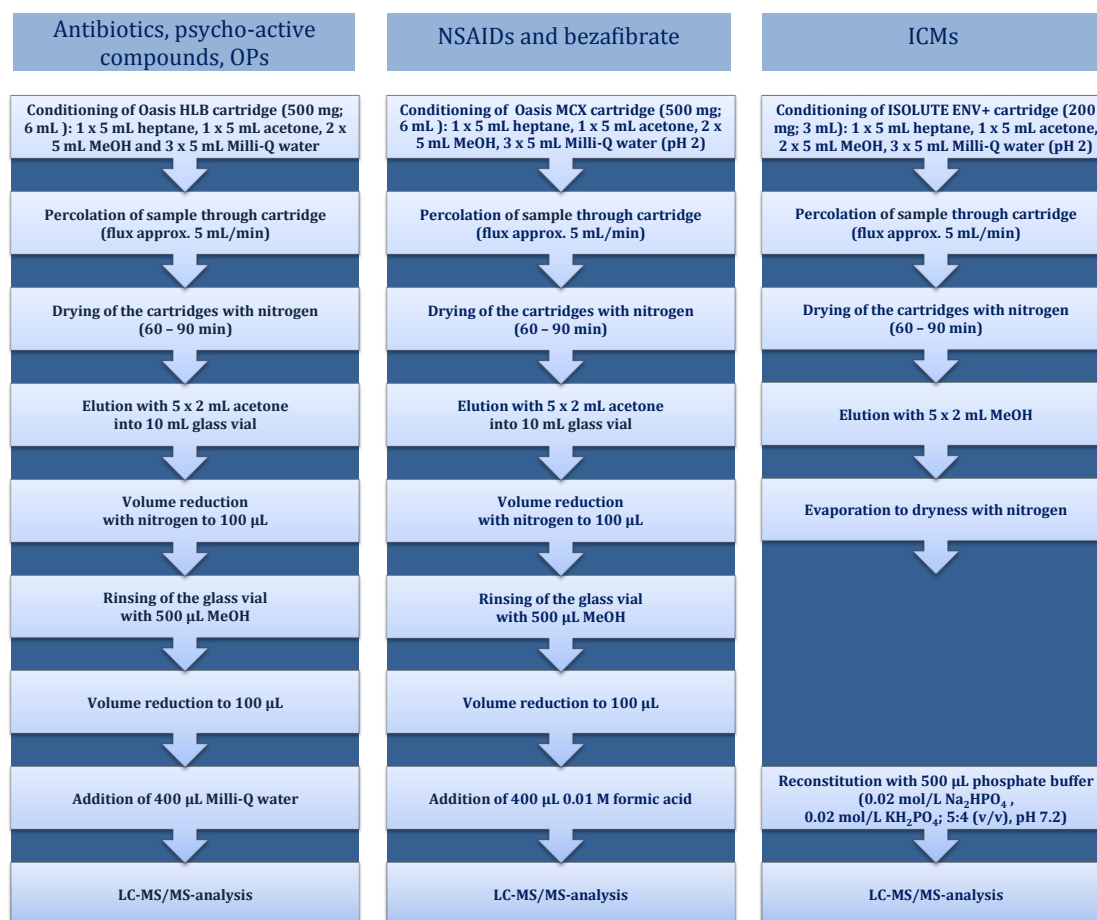 Antibiotics, psycho-active
compounds, OPs
Conditioning of Oasis HLB cartridge (500 mg;
6 mL ): 1 x 5 mL heptane, 1 x 5 mL acetone, 2 x
5 mL MeOH and 3 x 5 mL Milli-Q water
Percolation of sample through cartridge
(flux approx. 5 mL/min)
Drying of the cartridges with nitrogen
(60 – 90 min)
Elution with 5 x 2 mL acetone
into 10 mL glass vial
Volume reduction
with nitrogen to 100 µL
Rinsing of the glass vial
with 500 µL MeOH
Volume reduction to 100 µL
Addition of 400 µL Milli-Q water
LC-MS/MS-analysis
NSAIDs and bezafibrate
Conditioning of Oasis MCX cartridge (500 mg;
6 mL ): 1 x 5 mL heptane, 1 x 5 mL acetone, 2 x
5 mL MeOH, 3 x 5 mL Milli-Q water (pH 2)
Percolation of sample through cartridge
(flux approx. 5 mL/min)
Drying of the cartridges with nitrogen
(60 – 90 min)
Elution with 5 x 2 mL acetone
into 10 mL glass vial
Volume reduction
with nitrogen to 100 µL
Rinsing of the glass vial
with 500 µL MeOH
Volume reduction to 100 µL
Addition of 400 µL 0.01 M formic acid
LC-MS/MS-analysis
ICMs
Conditioning of ISOLUTE ENV+ cartridge (200
mg; 3 mL): 1 x 5 mL heptane, 1 x 5 mL acetone,
2 x 5 mL MeOH, 3 x 5 mL Milli-Q water (pH 2)
Percolation of sample through cartridge
(flux approx. 5 mL/min)
Drying of the cartridges with nitrogen
(60 – 90 min)
Elution with 5 x 2 mL MeOH
Evaporation to dryness with nitrogen
Reconstitution with 500 µL phosphate buffer
(0.02 mol/L Na₂HPO₄ ,
0.02 mol/L KH₂PO₄; 5:4 (v/v), pH 7.2)
LC-MS/MS-analysis